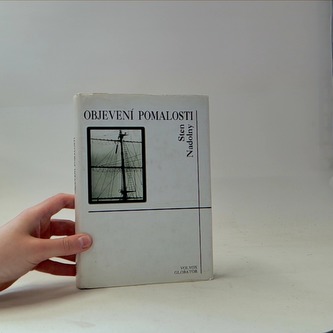 OBJEVENÍ POMALOSTI
Sten
Nadolny
VOLVOX
GLOBATOR